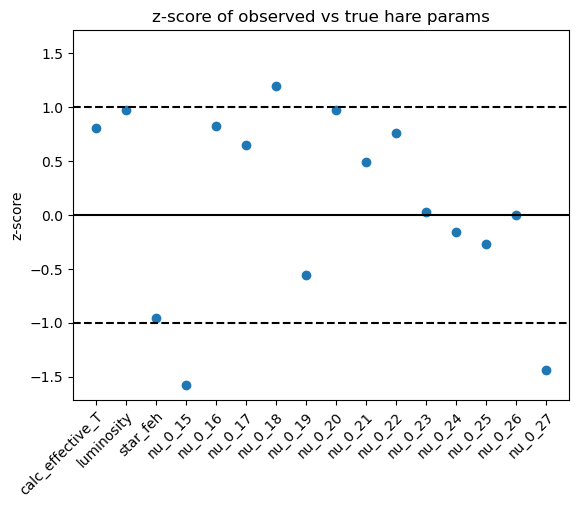 z-score of observed vs true hare params
z-score
1.5
1.0
0.5
0.0
−0.5
−1.0
−1.5
calc_effective_T
luminosity
star_feh
nu_0_15
nu_0_16
nu_0_17
nu_0_18
nu_0_19
nu_0_20
nu_0_21
nu_0_22
nu_0_23
nu_0_24
nu_0_25
nu_0_26
nu_0_27